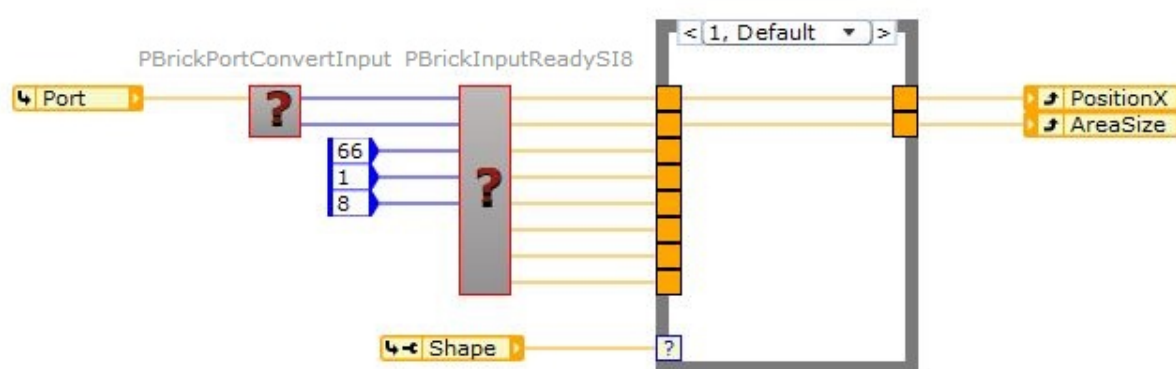 < 1, Default >
PBrickPortConvertInput PBrickInputReadySI8
Port
?
PositionX
AreaSize
66
1
?
8
Shape
?